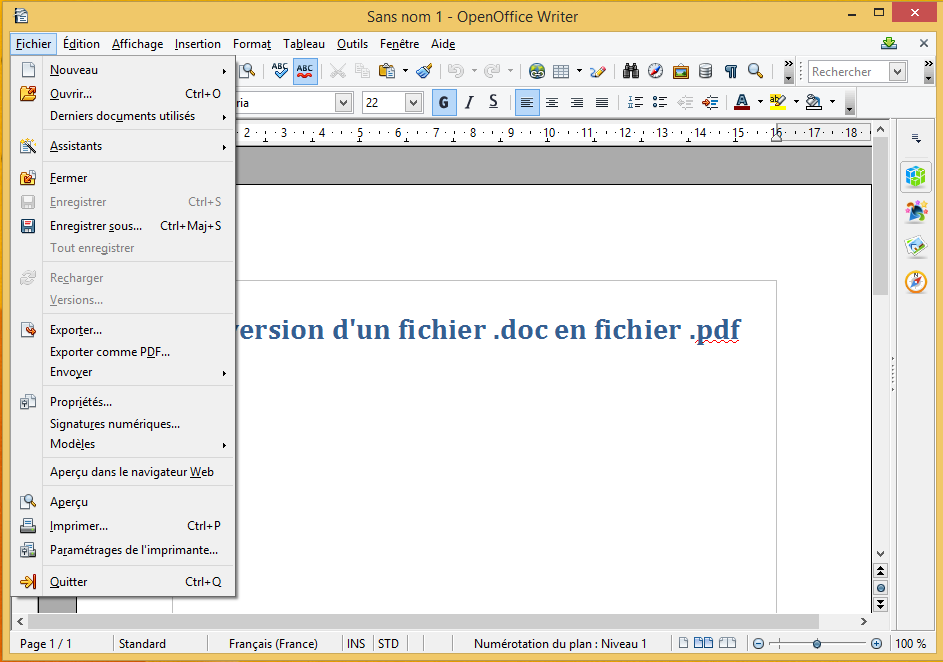 Sans nom 1 - OpenOffice Writer
Fichier Édition Affichage Insertion Format Tableau Outils Fenêtre Aide
ABC ABC Rechercher
ria 22 G I S A
2 3 4 5 6 7 8 9 10 11 12 13 14 15 16 17 18
Nouveau
Ouvrir... Ctrl+O
Derniers documents utilisés
Assistants
Fermer
Enregistrer Ctrl+S
Enregistrer sous... Ctrl+Maj+S
Tout enregistrer
Recharger
Versions...
Exporter...
Exporter comme PDF...
Envoyer
Propriétés...
Signatures numériques...
Modèles
Aperçu dans le navigateur Web
Aperçu
Imprimer... Ctrl+P
Paramétrages de l'imprimante...
Quitter Ctrl+Q
version d'un fichier .doc en fichier .pdf
Page 1 / 1 Standard Français (France) INS STD Numérotation du plan : Niveau 1 100 %